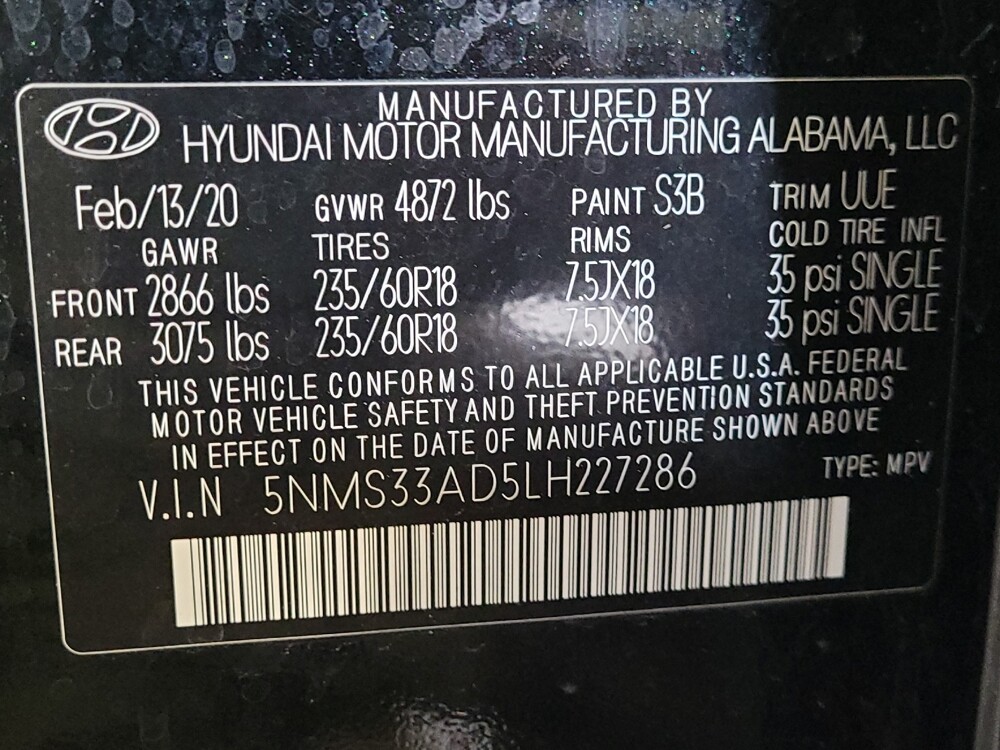 MANUFACTURED BY
HYUNDAI MOTOR MANUFACTURING ALABAMA, LLC
Feb/13/20 GVWR 4872 lbs PAINT S3B TRIM UUE
GAWR TIRES RIMS COLD TIRE INFL
FRONT 2866 lbs 235/60R18 7.5JX18 35 psi SINGLE
REAR 3075 lbs 235/60R18 7.5JX18 35 psi SINGLE
THIS VEHICLE CONFORMS TO ALL APPLICABLE U.S.A. FEDERAL
MOTOR VEHICLE SAFETY AND THEFT PREVENTION STANDARDS
IN EFFECT ON THE DATE OF MANUFACTURE SHOWN ABOVE
V.I.N 5NMS33AD5LH227286 TYPE: MPV